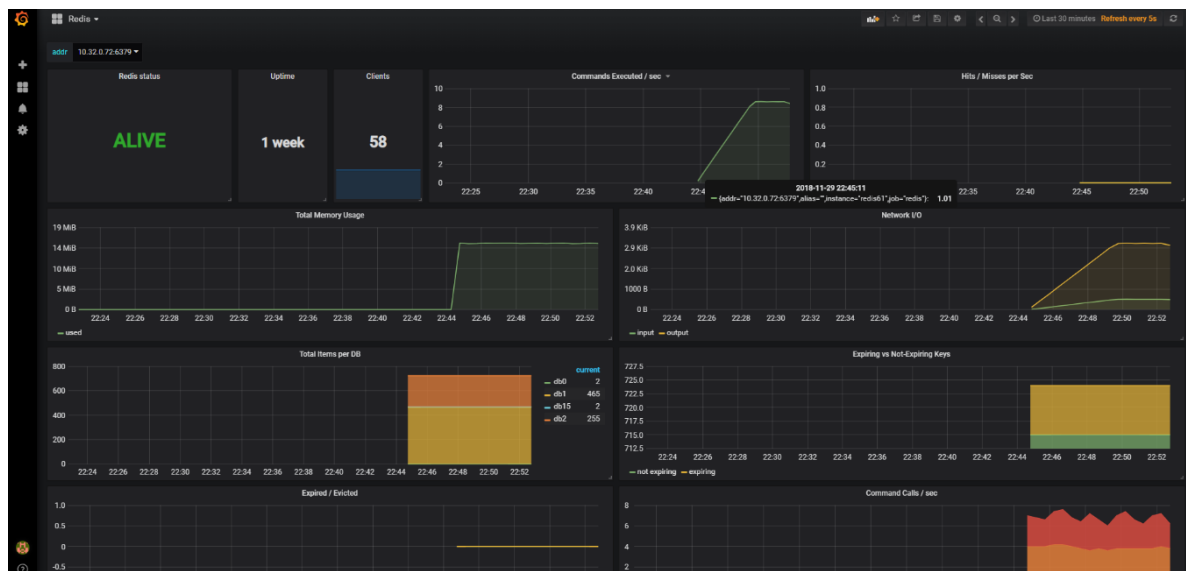 Redis
Last 30 minutes Refresh every 5s
addr 10.32.0.72:6379
Redis status
ALIVE
Uptime
1 week
Clients
58
Commands Executed / sec
10
8
6
4
2
0
22:25 22:30 22:35 22:40 22:4
2018-11-29 22:45:11
{addr="10.32.0.72:6379",alias="",instance="redis61",job="redis"}: 1.01
Hits / Misses per Sec
1.0
0.8
0.6
0.4
0.2
22:35 22:40 22:45 22:50
Total Memory Usage
19 MiB
14 MiB
10 MiB
5 MiB
0 B
22:24 22:26 22:28 22:30 22:32 22:34 22:36 22:38 22:40 22:42 22:44 22:46 22:48 22:50 22:52
used
Network I/O
3.9 KiB
2.9 KiB
2.0 KiB
1000 B
0 B
22:24 22:26 22:28 22:30 22:32 22:34 22:36 22:38 22:40 22:42 22:44 22:46 22:48 22:50 22:52
input output
Total Items per DB
800
600
400
200
0
22:24 22:26 22:28 22:30 22:32 22:34 22:36 22:38 22:40 22:42 22:44 22:46 22:48 22:50 22:52
current
db0 2
db1 465
db15 2
db2 255
Expiring vs Not-Expiring Keys
727.5
725.0
722.5
720.0
717.5
715.0
712.5
22:24 22:26 22:28 22:30 22:32 22:34 22:36 22:38 22:40 22:42 22:44 22:46 22:48 22:50 22:52
not expiring expiring
Expired / Evicted
1.0
0.5
0
-0.5
Command Calls / sec
8
6
4
2